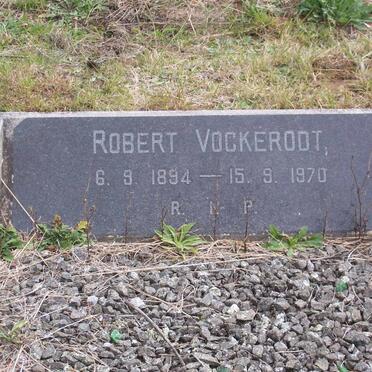 ROBERT VOCKERODT,
6. 9. 1894 — 15. 9. 1970
R. I. P.